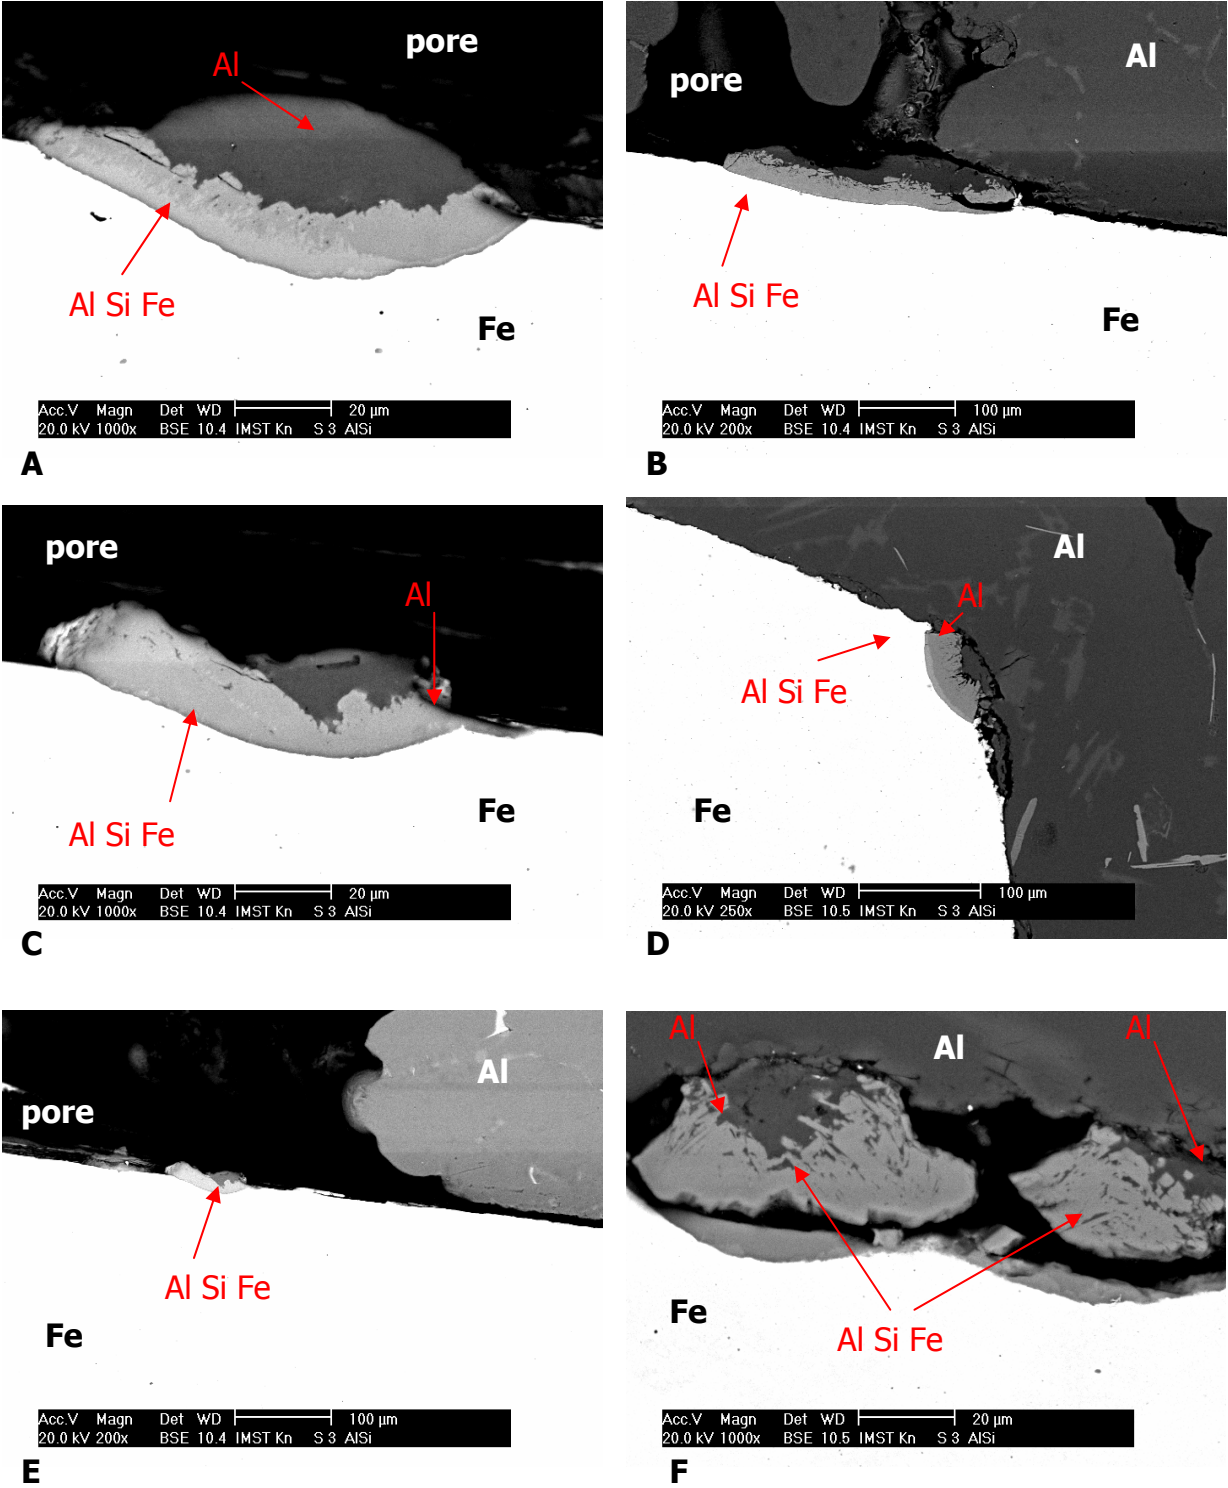 pore
Al
Al Si Fe
Fe
Acc.V Magn Det WD 20 µm
20.0 kV 1000x BSE 10.4 IMST Kn S 3 AlSi
A
Al
pore
Al Si Fe
Fe
Acc.V Magn Det WD 100 µm
20.0 kV 200x BSE 10.4 IMST Kn S 3 AlSi
B
pore
Al
Al Si Fe
Fe
Acc.V Magn Det WD 20 µm
20.0 kV 1000x BSE 10.4 IMST Kn S 3 AlSi
C
Al
Al
Al Si Fe
Fe
Acc.V Magn Det WD 100 µm
20.0 kV 250x BSE 10.5 IMST Kn S 3 AlSi
D
Al
pore
Al Si Fe
Fe
Acc.V Magn Det WD 100 µm
20.0 kV 200x BSE 10.4 IMST Kn S 3 AlSi
E
Al
Al
Al
Fe
Al Si Fe
Acc.V Magn Det WD 20 µm
20.0 kV 1000x BSE 10.5 IMST Kn S 3 AlSi
F